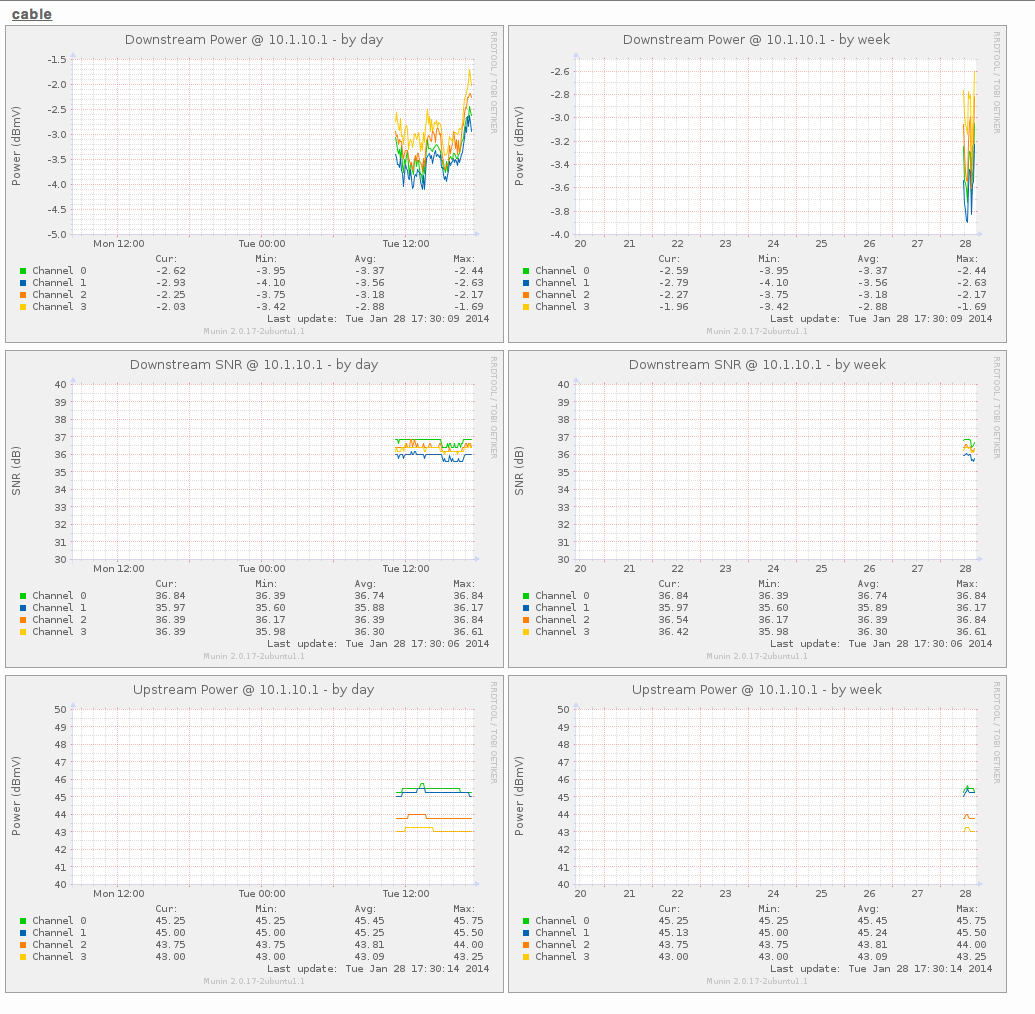 cable
Downstream Power @ 10.1.10.1 - by day
RRDTOOL / TOBI OETIKER
Power (dBmV)
-1.5
-2.0
-2.5
-3.0
-3.5
-4.0
-4.5
-5.0
Mon 12:00 Tue 00:00 Tue 12:00
Cur: Min: Avg: Max:
Channel 0 -2.62 -3.95 -3.37 -2.44
Channel 1 -2.93 -4.10 -3.56 -2.63
Channel 2 -2.25 -3.75 -3.18 -2.17
Channel 3 -2.03 -3.42 -2.88 -1.69
Last update: Tue Jan 28 17:30:09 2014
Munin 2.0.17-2ubuntu1.1
Downstream Power @ 10.1.10.1 - by week
RRDTOOL / TOBI OETIKER
Power (dBmV)
-2.6
-2.8
-3.0
-3.2
-3.4
-3.6
-3.8
-4.0
20 21 22 23 24 25 26 27 28
Cur: Min: Avg: Max:
Channel 0 -2.59 -3.95 -3.37 -2.44
Channel 1 -2.79 -4.10 -3.56 -2.63
Channel 2 -2.27 -3.75 -3.18 -2.17
Channel 3 -1.96 -3.42 -2.88 -1.69
Last update: Tue Jan 28 17:30:09 2014
Munin 2.0.17-2ubuntu1.1
Downstream SNR @ 10.1.10.1 - by day
RRDTOOL / TOBI OETIKER
SNR (dB)
40
39
38
37
36
35
34
33
32
31
30
Mon 12:00 Tue 00:00 Tue 12:00
Cur: Min: Avg: Max:
Channel 0 36.84 36.39 36.74 36.84
Channel 1 35.97 35.60 35.88 36.17
Channel 2 36.39 36.17 36.39 36.84
Channel 3 36.39 35.98 36.30 36.61
Last update: Tue Jan 28 17:30:06 2014
Munin 2.0.17-2ubuntu1.1
Downstream SNR @ 10.1.10.1 - by week
RRDTOOL / TOBI OETIKER
SNR (dB)
40
39
38
37
36
35
34
33
32
31
30
20 21 22 23 24 25 26 27 28
Cur: Min: Avg: Max:
Channel 0 36.84 36.39 36.74 36.84
Channel 1 35.97 35.60 35.89 36.17
Channel 2 36.54 36.17 36.39 36.84
Channel 3 36.42 35.98 36.30 36.61
Last update: Tue Jan 28 17:30:06 2014
Munin 2.0.17-2ubuntu1.1
Upstream Power @ 10.1.10.1 - by day
RRDTOOL / TOBI OETIKER
Power (dBmV)
50
49
48
47
46
45
44
43
42
41
40
Mon 12:00 Tue 00:00 Tue 12:00
Cur: Min: Avg: Max:
Channel 0 45.25 45.25 45.45 45.75
Channel 1 45.00 45.00 45.25 45.50
Channel 2 43.75 43.75 43.81 44.00
Channel 3 43.00 43.00 43.09 43.25
Last update: Tue Jan 28 17:30:14 2014
Munin 2.0.17-2ubuntu1.1
Upstream Power @ 10.1.10.1 - by week
RRDTOOL / TOBI OETIKER
Power (dBmV)
50
49
48
47
46
45
44
43
42
41
40
20 21 22 23 24 25 26 27 28
Cur: Min: Avg: Max:
Channel 0 45.25 45.25 45.45 45.75
Channel 1 45.13 45.00 45.24 45.50
Channel 2 43.75 43.75 43.81 44.00
Channel 3 43.00 43.00 43.09 43.25
Last update: Tue Jan 28 17:30:14 2014
Munin 2.0.17-2ubuntu1.1